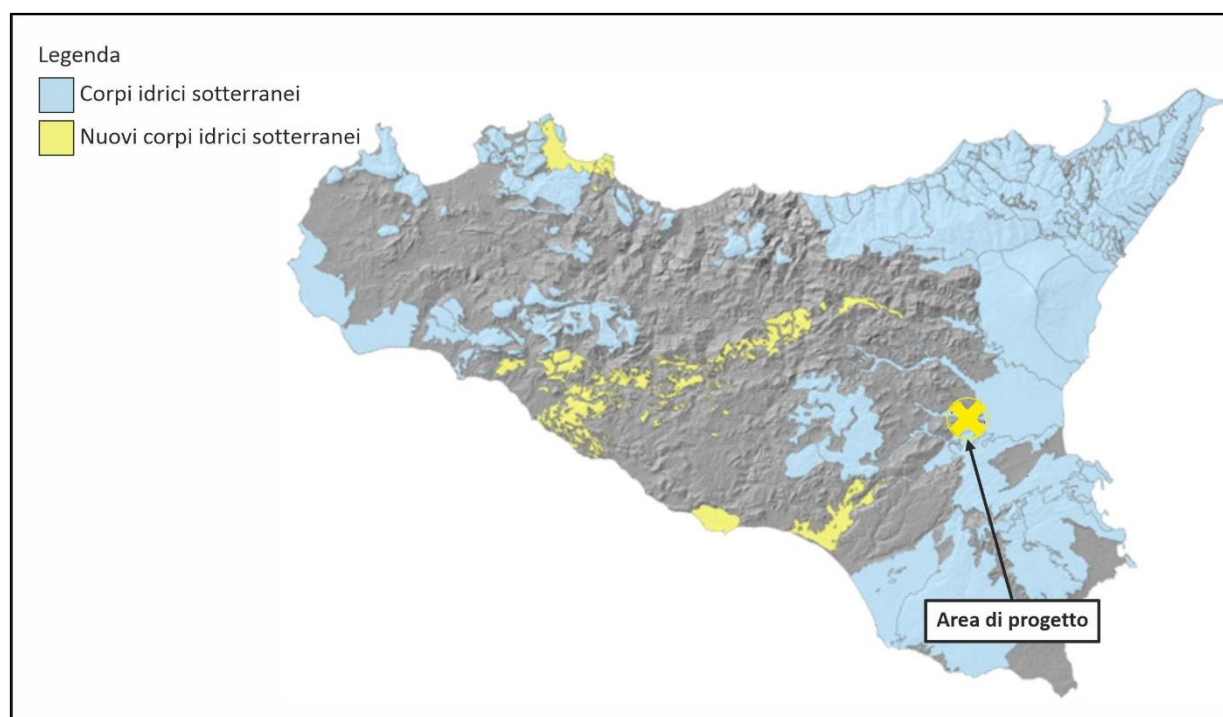 Legenda
Corpi idrici sotterranei
Nuovi corpi idrici sotterranei
Area di progetto